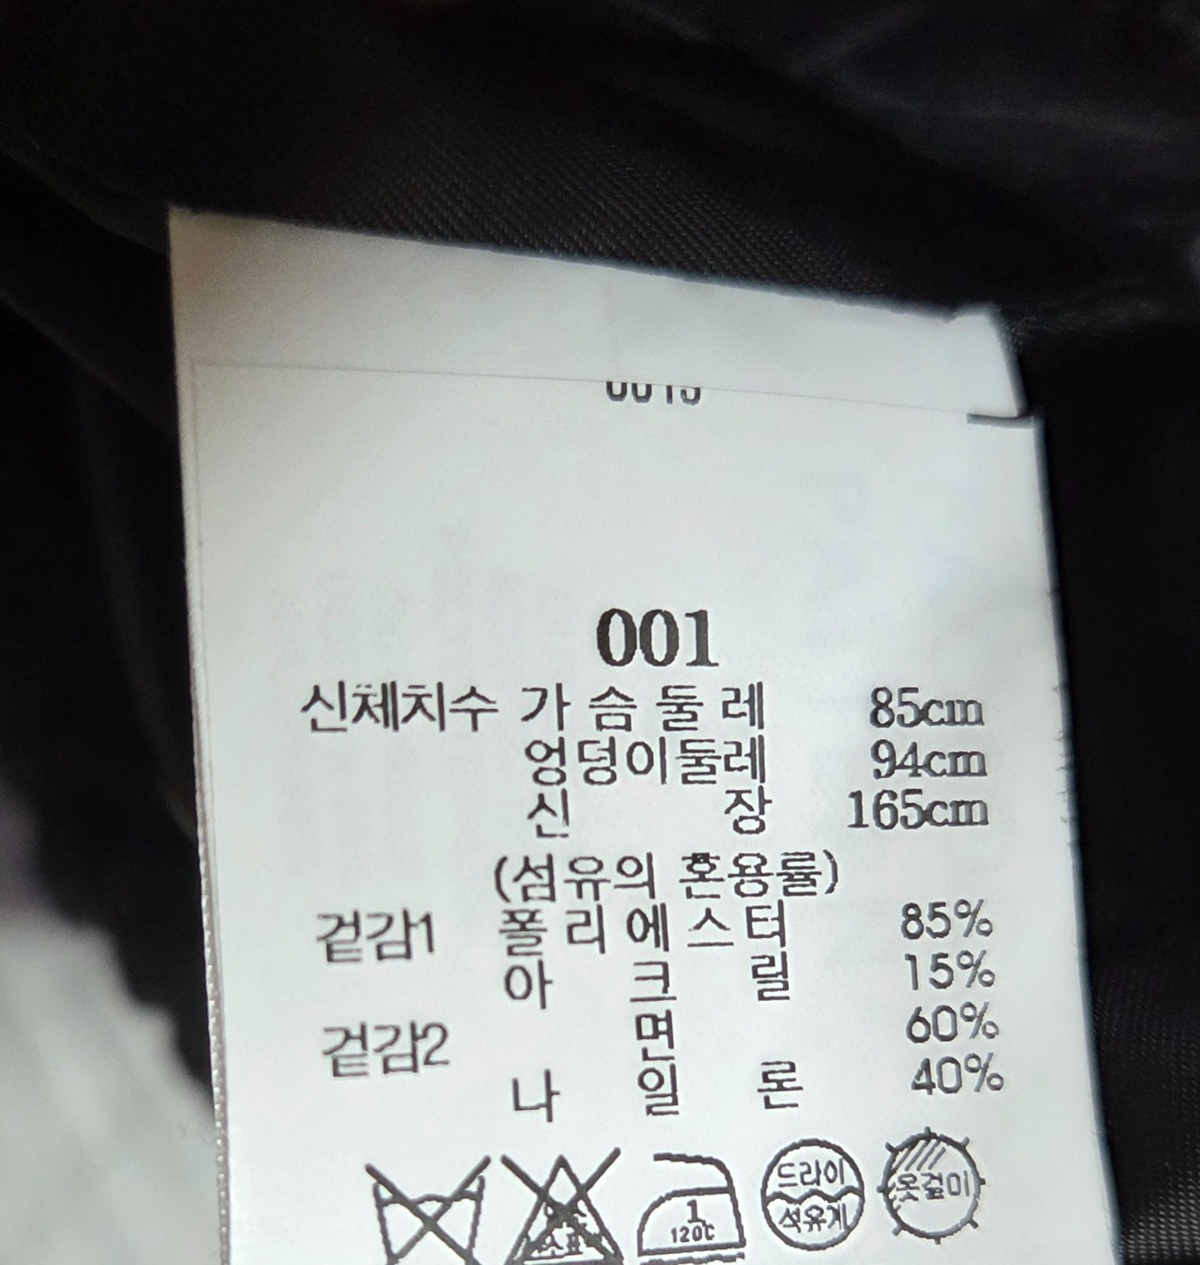 001
신체치수 가슴둘레 85cm
엉덩이둘레 94cm
신장 165cm
(섬유의 혼용률)
겉감1 폴리에스터 85%
아크릴 15%
겉감2 면 60%
나일론 40%
1
120℃
드라이
석유계
옷걸이